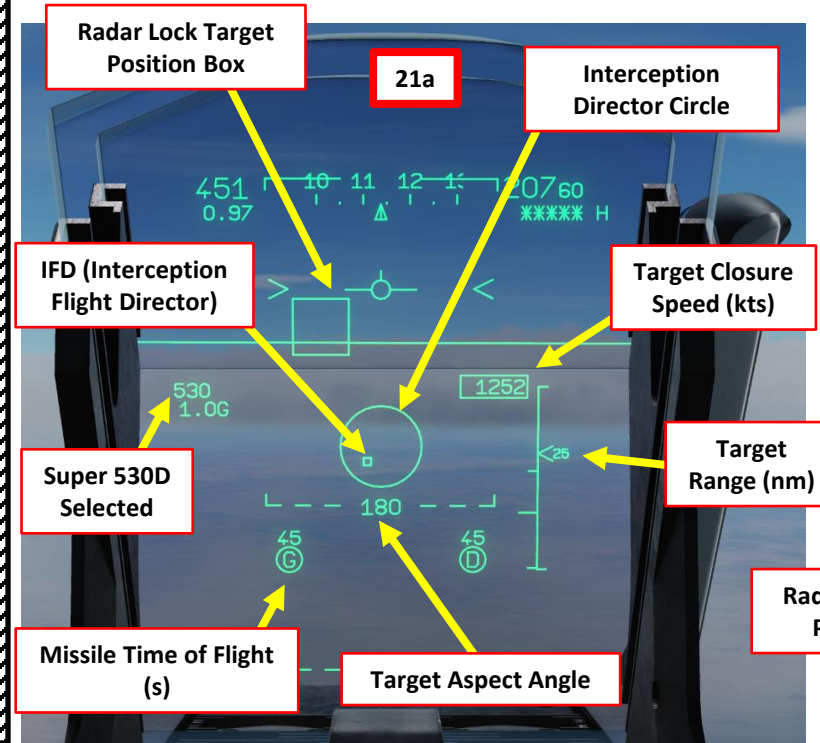 Radar Lock Target
Position Box
21a
Interception
Director Circle
451
10 11 12
207 60
0.97
***** H
IFD (Interception
Flight Director)
Target Closure
Speed (kts)
530
1.0G
1252
<25
Super 530D
Selected
Target
Range (nm)
180
45
G
45
D
Missile Time of Flight
(s)
Target Aspect Angle